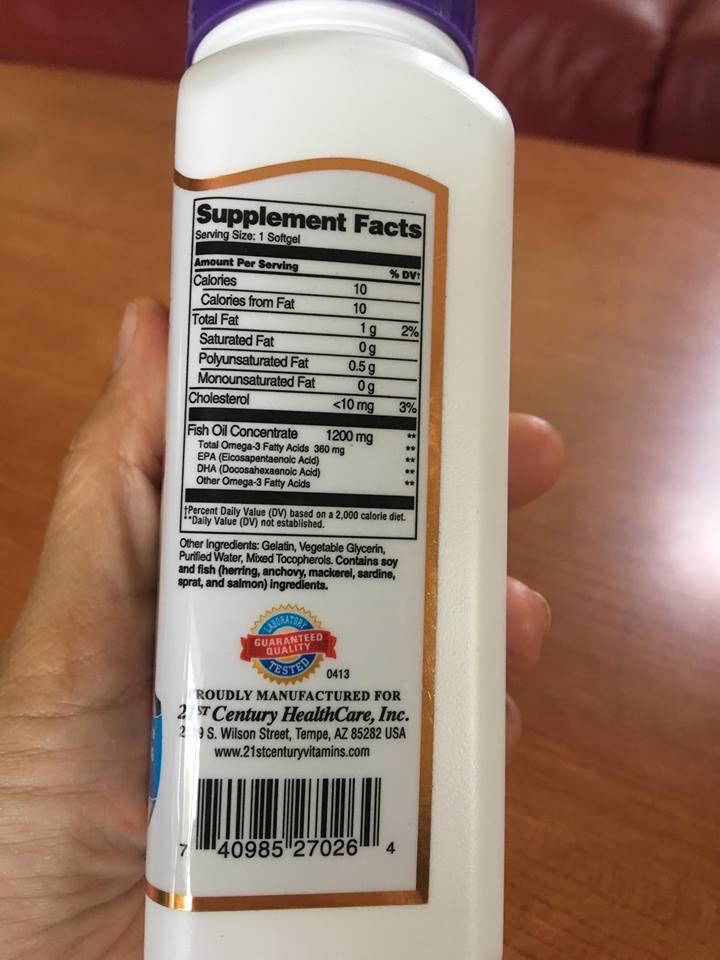 Supplement Facts
Serving Size: 1 Softgel
Amount Per Serving % DV†
Calories 10
Calories from Fat 10
Total Fat 1 g 2%
Saturated Fat 0 g
Polyunsaturated Fat 0.5 g
Monounsaturated Fat 0 g
Cholesterol <10 mg 3%
Fish Oil Concentrate 1200 mg **
Total Omega-3 Fatty Acids 360 mg **
EPA (Eicosapentaenoic Acid) **
DHA (Docosahexaenoic Acid) **
Other Omega-3 Fatty Acids **
†Percent Daily Value (DV) based on a 2,000 calorie diet.
**Daily Value (DV) not established.
Other Ingredients: Gelatin, Vegetable Glycerin,
Purified Water, Mixed Tocopherols. Contains soy
and fish (herring, anchovy, mackerel, sardine,
sprat, and salmon) ingredients.
LABORATORY
GUARANTEED
QUALITY
TESTED
0413
PROUDLY MANUFACTURED FOR
21ST Century HealthCare, Inc.
S. Wilson Street, Tempe, AZ 85282 USA
www.21stcenturyvitamins.com
7 40985 27026 4